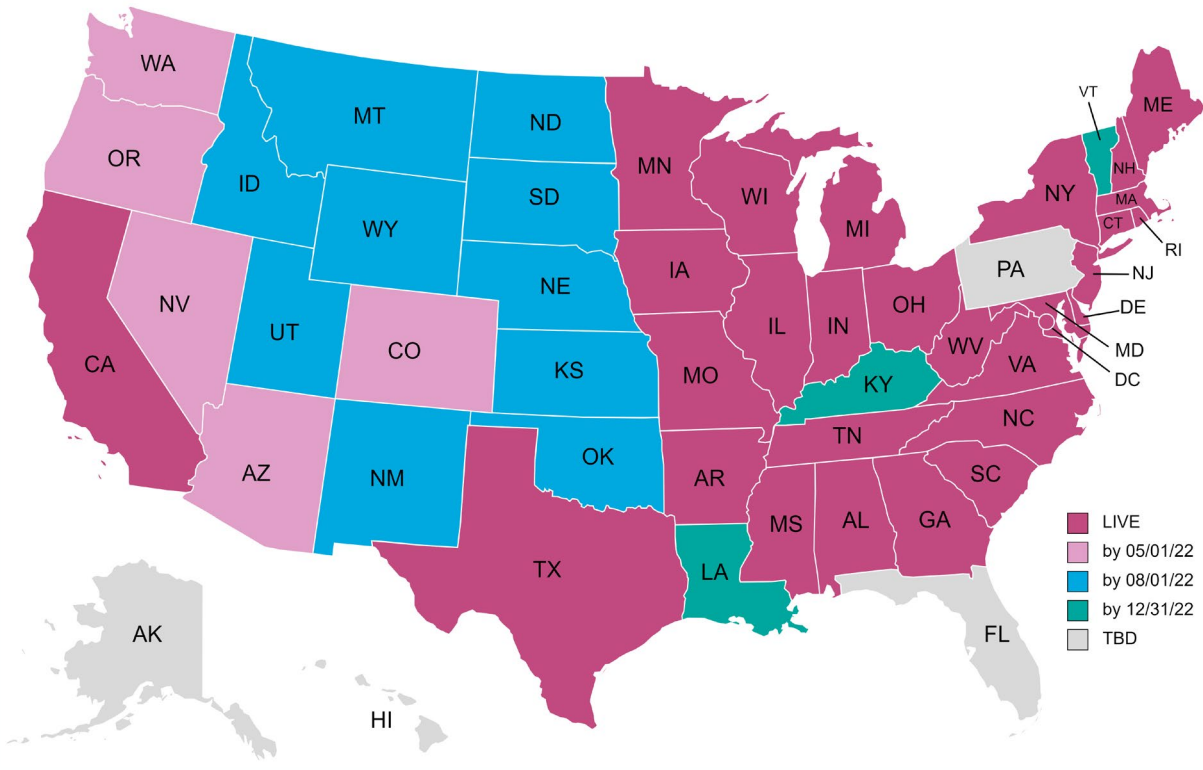 WA
OR
CA
NV
ID
MT
WY
UT
CO
AZ
NM
ND
SD
NE
KS
OK
TX
MN
IA
MO
AR
LA
WI
IL
MI
IN
OH
KY
TN
MS
AL
GA
FL
SC
NC
VA
WV
PA
NY
VT
NH
ME
MA
CT
RI
NJ
DE
MD
DC
AK
HI
LIVE
by 05/01/22
by 08/01/22
by 12/31/22
TBD